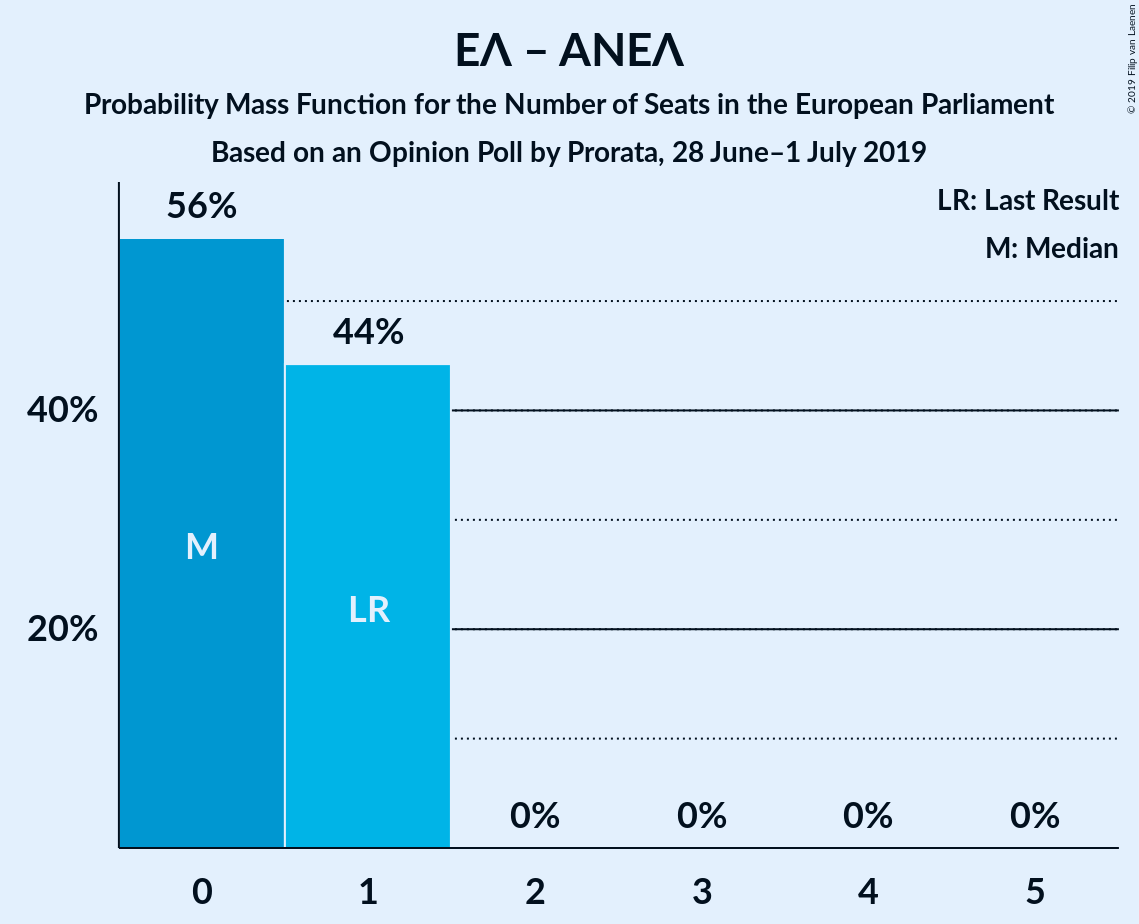 ΕΛ – ΑΝΕΛ
Probability Mass Function for the Number of Seats in the European Parliament
Based on an Opinion Poll by Prorata, 28 June–1 July 2019
© 2019 Filip van Laenen
LR: Last Result
M: Median
56%
44%
40%
20%
M
LR
0%
0%
0%
0%
0
1
2
3
4
5